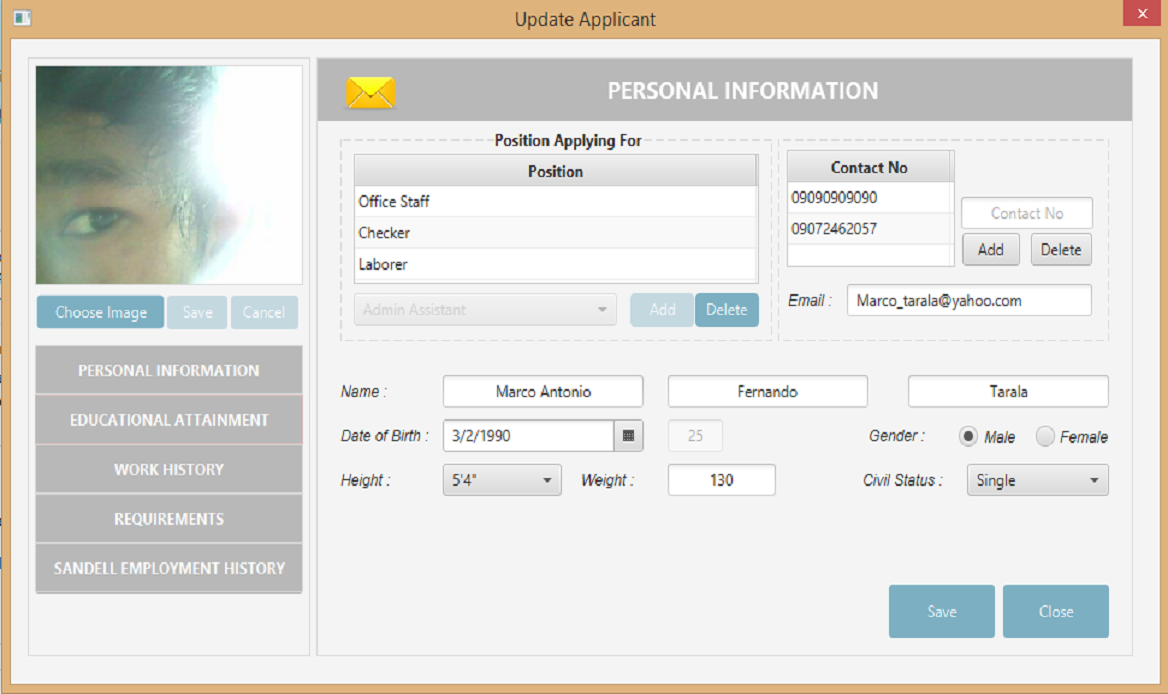 Update Applicant
PERSONAL INFORMATION
Position Applying For
Position
Office Staff
Checker
Laborer
Admin Assistant
Add
Delete
Contact No
09090909090
09072462057
Contact No
Add
Delete
Email :
Marco_tarala@yahoo.com
Choose Image
Save
Cancel
PERSONAL INFORMATION
EDUCATIONAL ATTAINMENT
WORK HISTORY
REQUIREMENTS
SANDELL EMPLOYMENT HISTORY
Name :
Marco Antonio
Fernando
Tarala
Date of Birth :
3/2/1990
25
Gender :
Male
Female
Height :
5'4"
Weight :
130
Civil Status :
Single
Save
Close